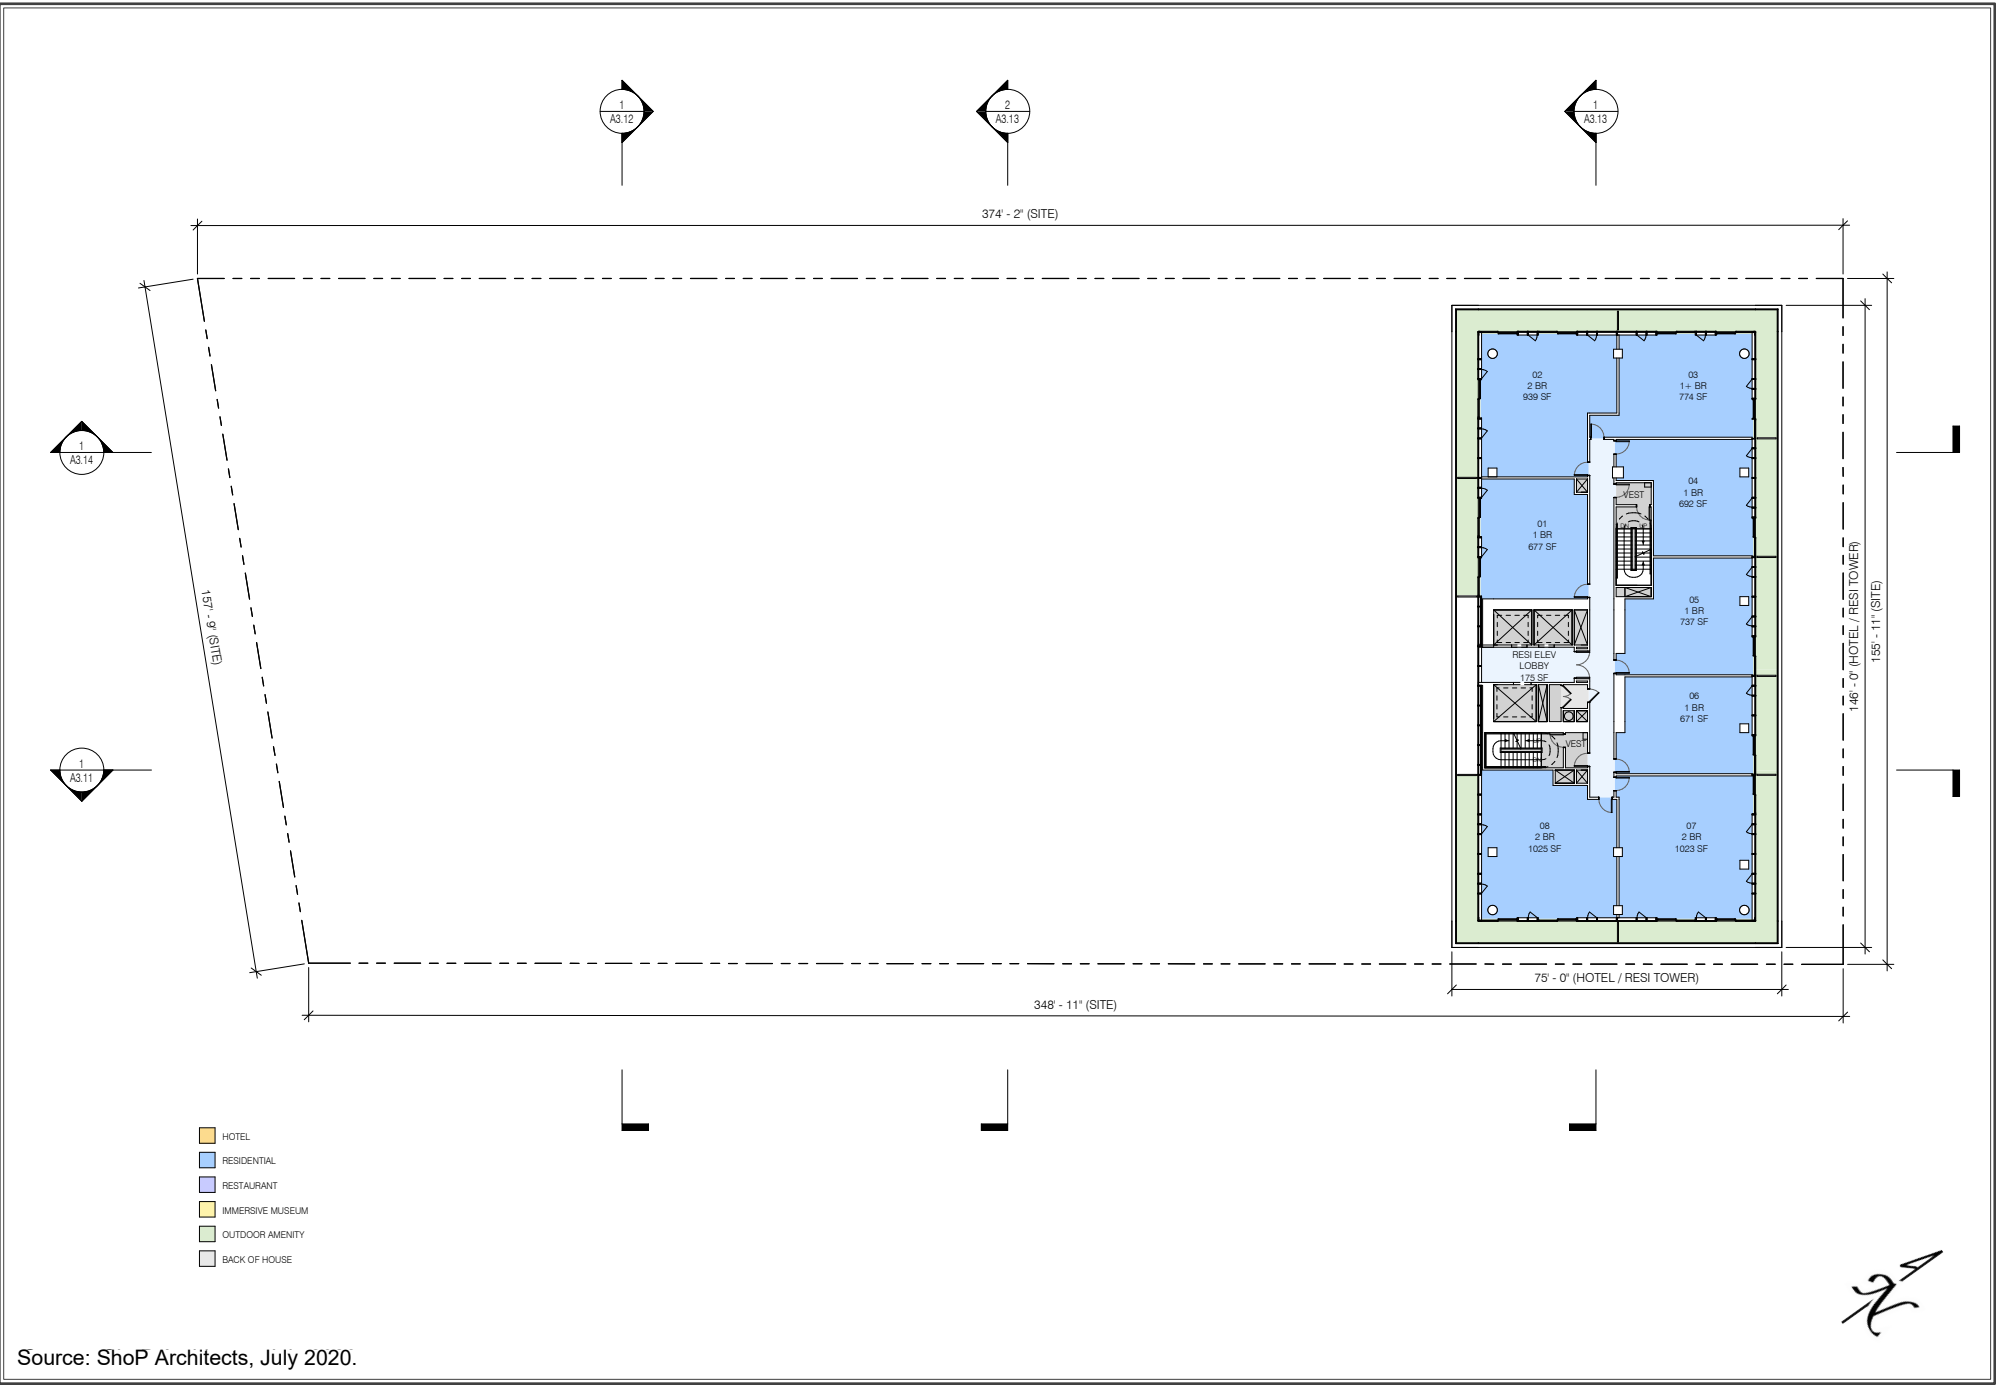 1
A3.12
2
A3.13
1
A3.13
374' - 2" (SITE)
1
A3.14
1
A3.11
157' - 9" (SITE)
02
2 BR
939 SF
03
1+ BR
774 SF
04
1 BR
692 SF
VEST
01
1 BR
677 SF
05
1 BR
737 SF
RESI ELEV
LOBBY
175 SF
06
1 BR
671 SF
VEST
08
2 BR
1025 SF
07
2 BR
1023 SF
146' - 0" (HOTEL / RESI TOWER)
155' - 11" (SITE)
75' - 0" (HOTEL / RESI TOWER)
348' - 11" (SITE)
HOTEL
RESIDENTIAL
RESTAURANT
IMMERSIVE MUSEUM
OUTDOOR AMENITY
BACK OF HOUSE
Source: ShoP Architects, July 2020.